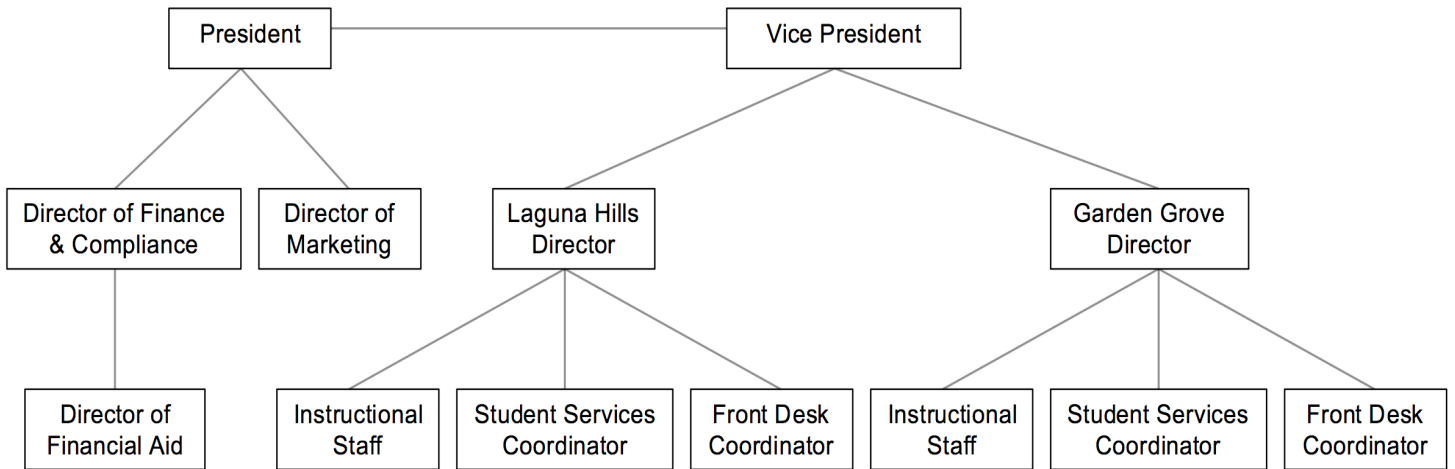 President
Vice President
Director of Finance
& Compliance
Director of
Marketing
Laguna Hills
Director
Garden Grove
Director
Director of
Financial Aid
Instructional
Staff
Student Services
Coordinator
Front Desk
Coordinator
Instructional
Staff
Student Services
Coordinator
Front Desk
Coordinator